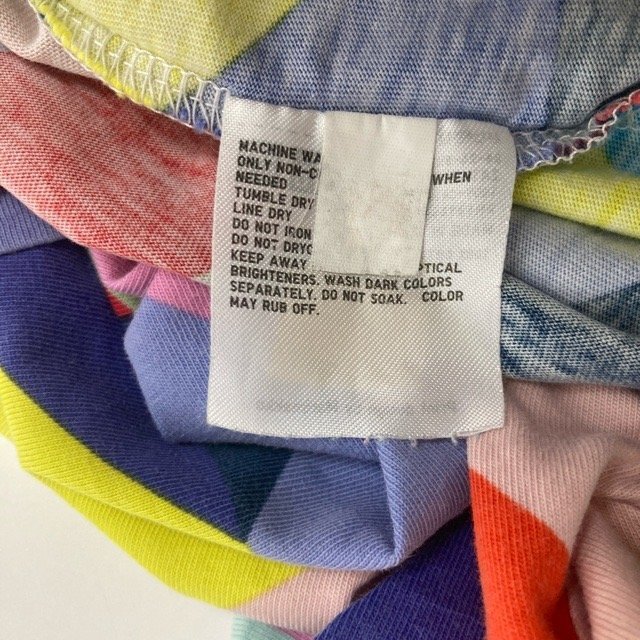 MACHINE WA
ONLY NON-C WHEN
NEEDED
TUMBLE DRY
LINE DRY
DO NOT IRON
DO NOT DRYC
KEEP AWAY PTICAL
BRIGHTENERS. WASH DARK COLORS
SEPARATELY. DO NOT SOAK. COLOR
MAY RUB OFF.